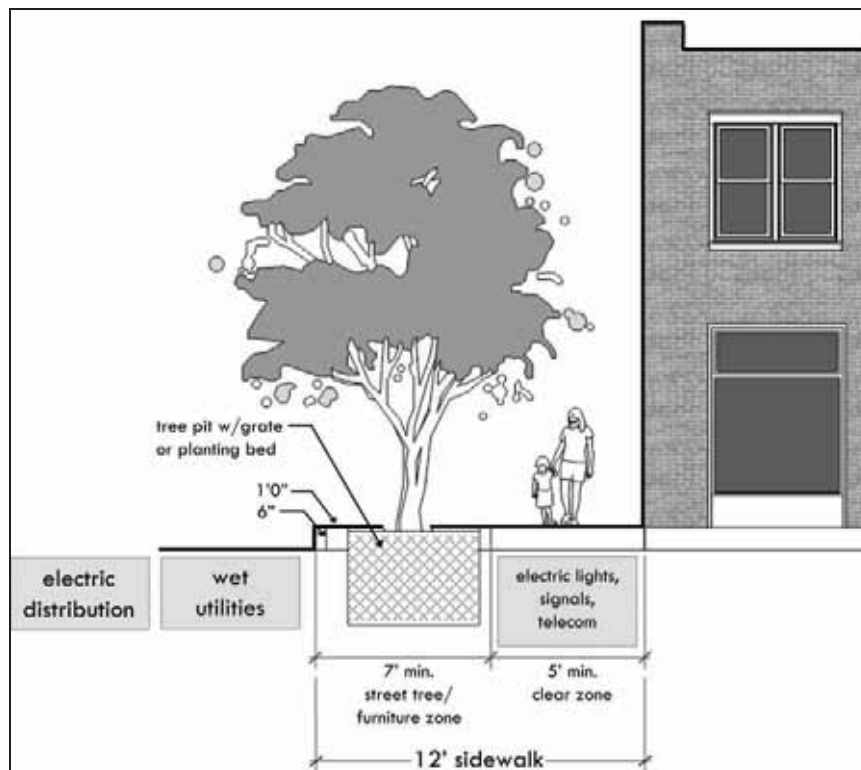 tree pit w/grate
or planting bed
1'0"
6"
electric
distribution
wet
utilities
electric lights,
signals,
telecom
7' min.
street tree/
furniture zone
5' min.
clear zone
12' sidewalk